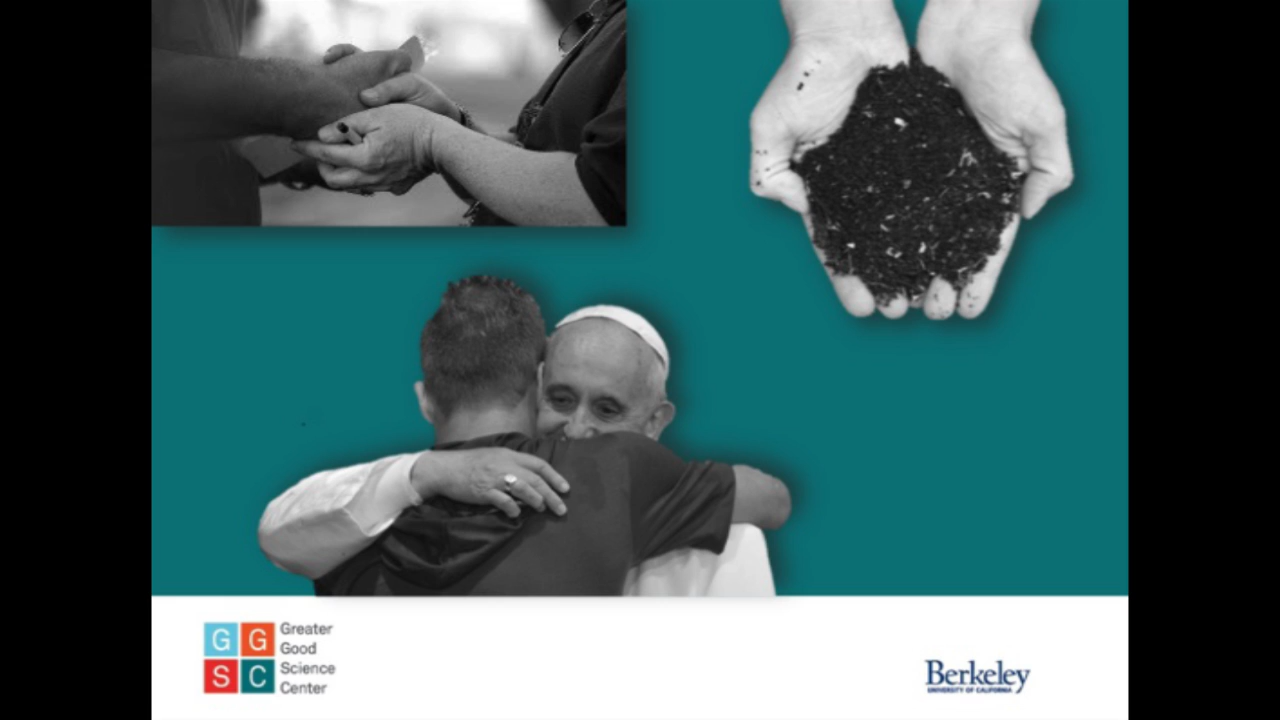 G G
S C
Greater
Good
Science
Center
Berkeley
UNIVERSITY OF CALIFORNIA